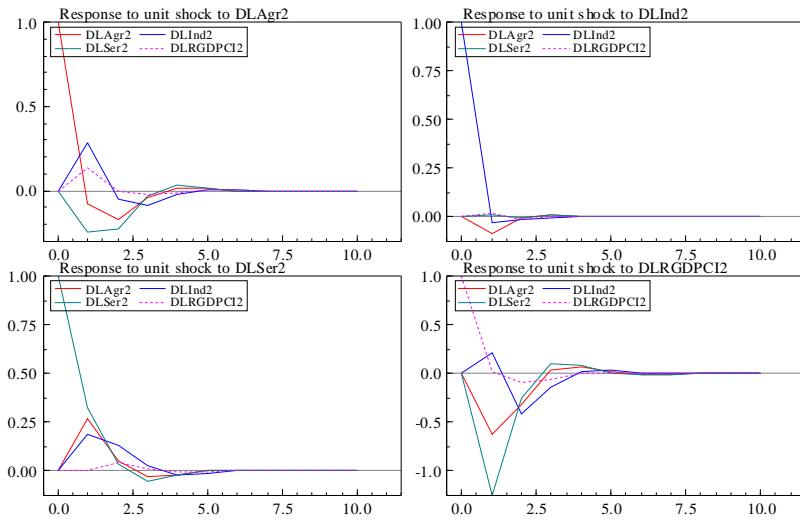 Response to unit shock to DLAgr2
1.0
DLAgr2 DLInd2
DLSer2 DLRGDPCI2
0.5
0.0
0.0 2.5 5.0 7.5 10.0
Response to unit shock to DLInd2
1.00
DLAgr2 DLInd2
DLSer2 DLRGDPCI2
0.75
0.50
0.25
0.00
0.0 2.5 5.0 7.5 10.0
Response to unit shock to DLSer2
1.00
DLAgr2 DLInd2
DLSer2 DLRGDPCI2
0.75
0.50
0.25
0.00
0.0 2.5 5.0 7.5 10.0
Response to unit shock to DLRGDPCI2
1.0
DLAgr2 DLInd2
DLSer2 DLRGDPCI2
0.5
0.0
-0.5
-1.0
0.0 2.5 5.0 7.5 10.0